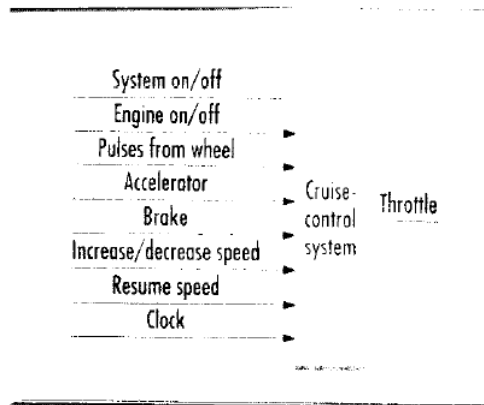 System on/off
Engine on/off
Pulses from wheel
Accelerator
Brake
Increase/decrease speed
Resume speed
Clock
Cruise-
control
system
Throttle